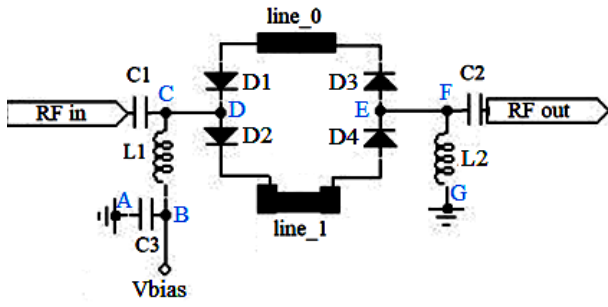 line_0
C1
C
D1
D3
F
C2
RF in
D
E
RF out
L1
D2
D4
L2
A
B
G
C3
line_1
Vbias